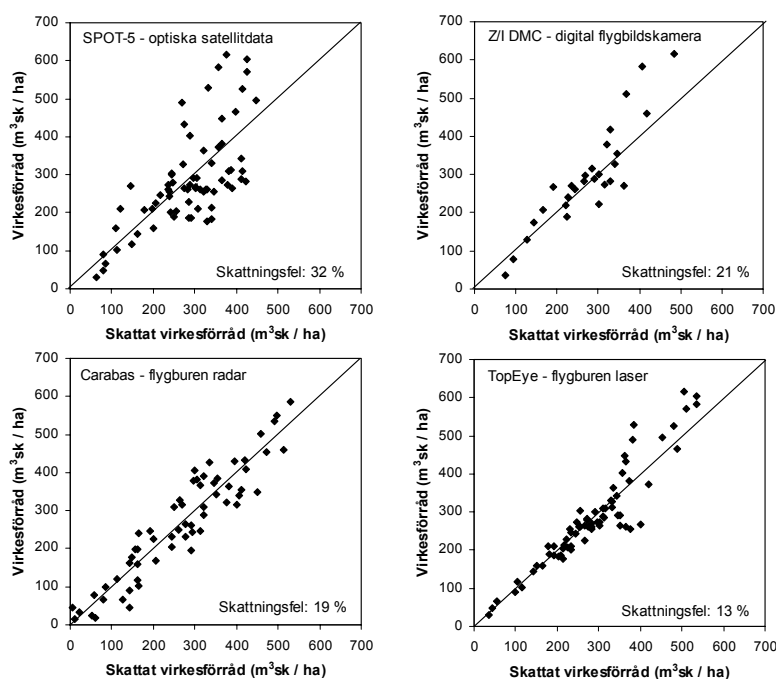 SPOT-5 - optiska satellitdata
Virkesförråd (m³sk / ha)
700
600
500
400
300
200
100
0
Skattningsfel: 32 %
0 100 200 300 400 500 600 700
Skattat virkesförråd (m³sk / ha)
Z/I DMC - digital flygbildskamera
Virkesförråd (m³sk / ha)
700
600
500
400
300
200
100
0
Skattningsfel: 21 %
0 100 200 300 400 500 600 700
Skattat virkesförråd (m³sk / ha)
Carabas - flygburen radar
Virkesförråd (m³sk / ha)
700
600
500
400
300
200
100
0
Skattningsfel: 19 %
0 100 200 300 400 500 600 700
Skattat virkesförråd (m³sk / ha)
TopEye - flygburen laser
Virkesförråd (m³sk / ha)
700
600
500
400
300
200
100
0
Skattningsfel: 13 %
0 100 200 300 400 500 600 700
Skattat virkesförråd (m³sk / ha)